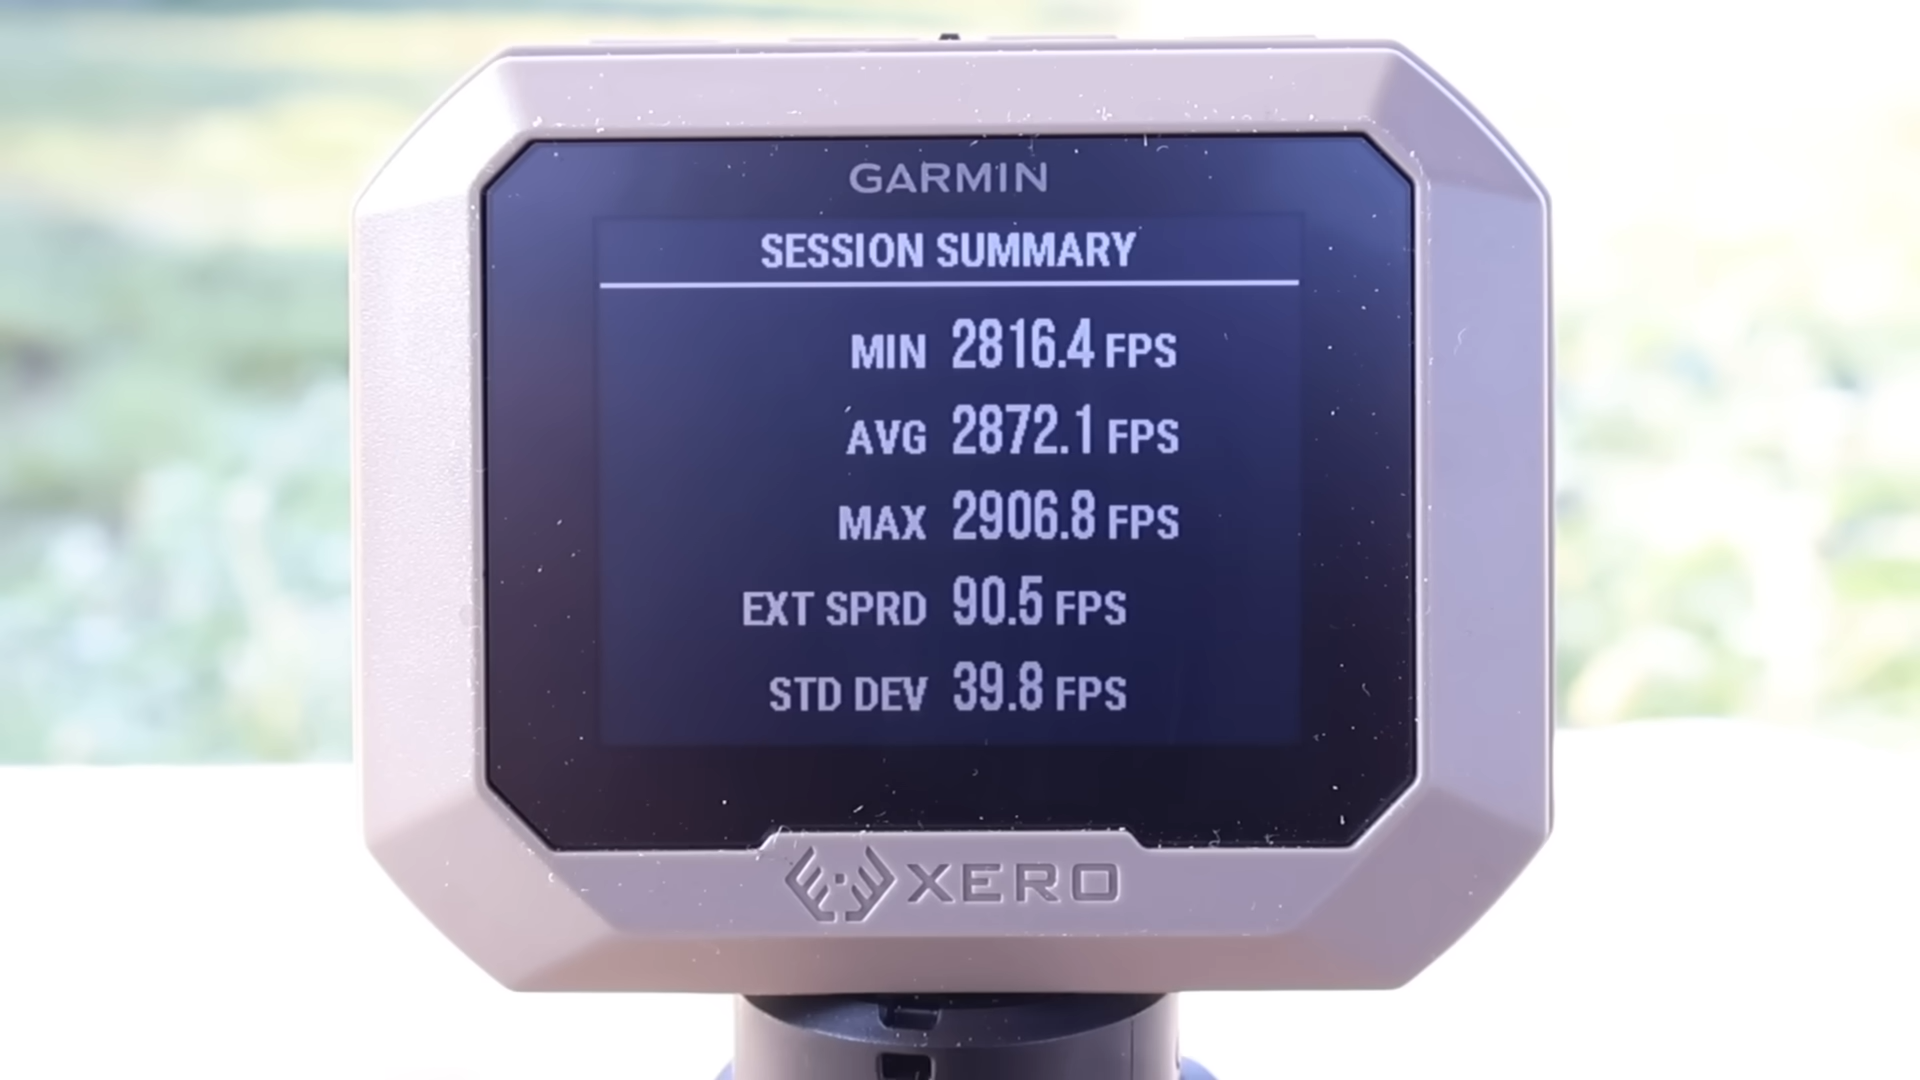 GARMIN
SESSION SUMMARY
MIN 2816.4 FPS
AVG 2872.1 FPS
MAX 2906.8 FPS
EXT SPRD 90.5 FPS
STD DEV 39.8 FPS
XERO